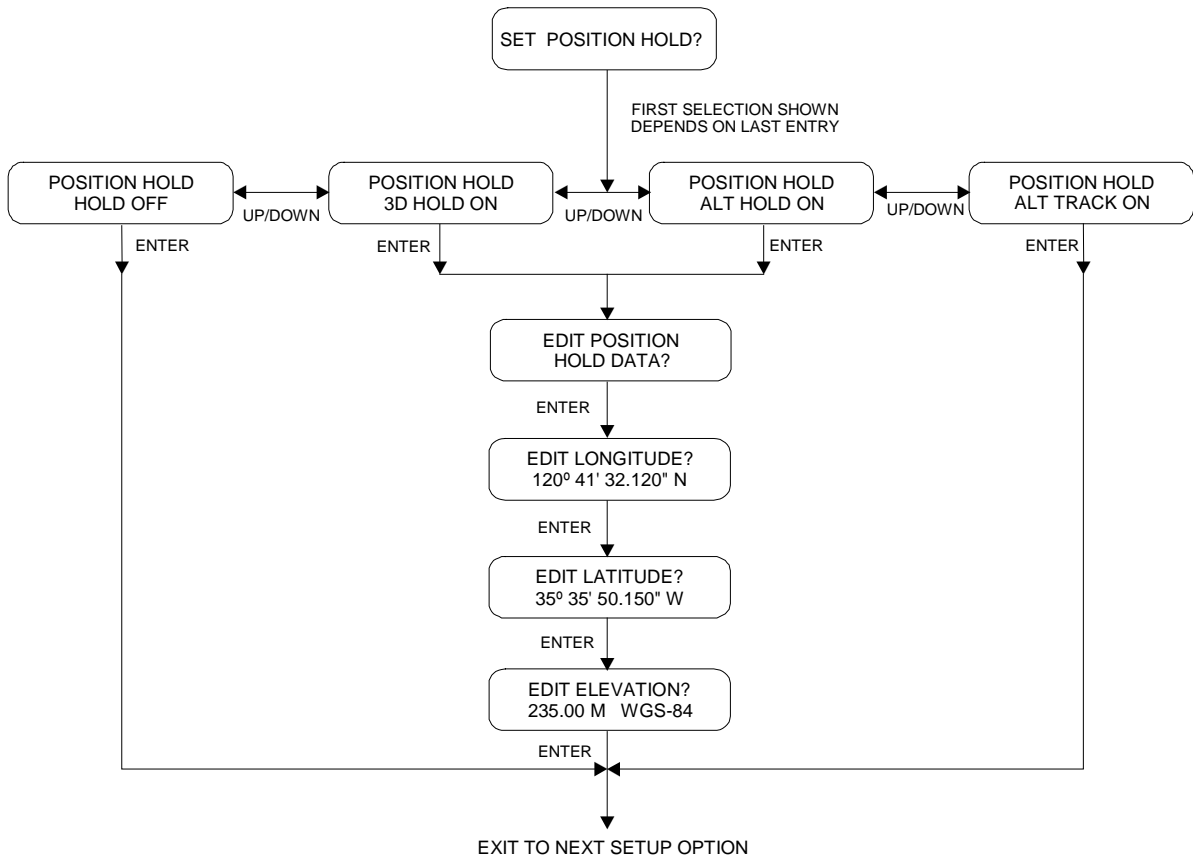 SET POSITION HOLD?
FIRST SELECTION SHOWN
DEPENDS ON LAST ENTRY
POSITION HOLD
HOLD OFF
UP/DOWN
POSITION HOLD
3D HOLD ON
UP/DOWN
POSITION HOLD
ALT HOLD ON
UP/DOWN
POSITION HOLD
ALT TRACK ON
ENTER
ENTER
ENTER
ENTER
EDIT POSITION
HOLD DATA?
ENTER
EDIT LONGITUDE?
120º 41' 32.120" N
ENTER
EDIT LATITUDE?
35º 35' 50.150" W
ENTER
EDIT ELEVATION?
235.00 M WGS-84
ENTER
EXIT TO NEXT SETUP OPTION